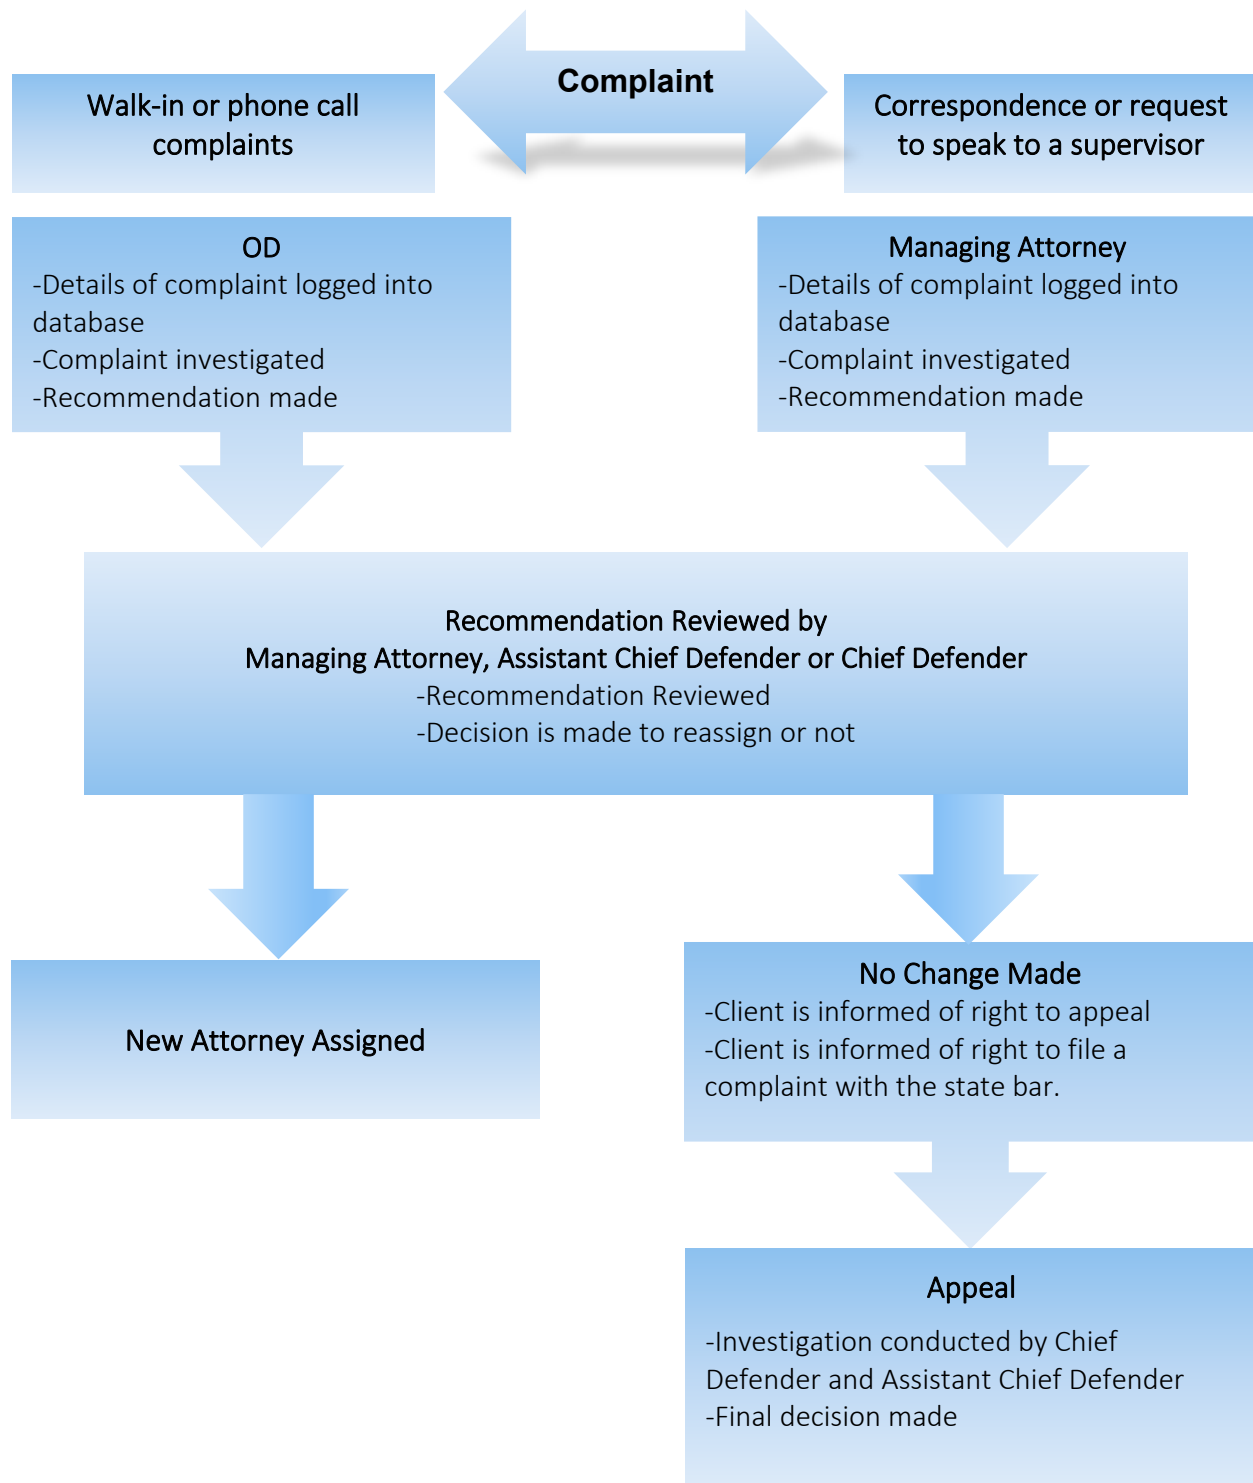 Complaint
Walk-in or phone call
complaints
Correspondence or request
to speak to a supervisor
OD
-Details of complaint logged into
database
-Complaint investigated
-Recommendation made
Managing Attorney
-Details of complaint logged into
database
-Complaint investigated
-Recommendation made
Recommendation Reviewed by
Managing Attorney, Assistant Chief Defender or Chief Defender
-Recommendation Reviewed
-Decision is made to reassign or not
New Attorney Assigned
No Change Made
-Client is informed of right to appeal
-Client is informed of right to file a
complaint with the state bar.
Appeal
-Investigation conducted by Chief
Defender and Assistant Chief Defender
-Final decision made